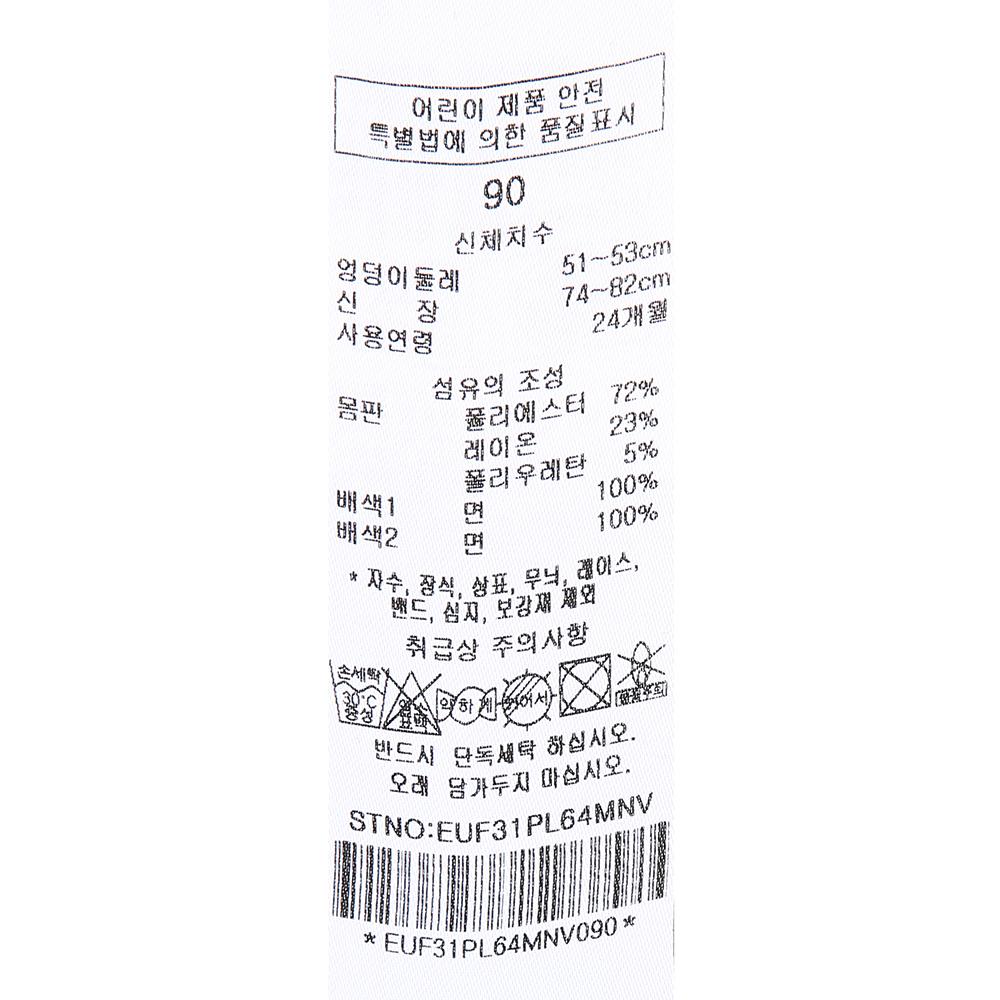 어린이 제품 안전
특별법에 의한 품질표시
90
신체치수
엉덩이둘레 51~53cm
신 장 74~82cm
사용연령 24개월
섬유의 조성
몸판 폴리에스터 72%
레이온 23%
폴리우레탄 5%
배색1 면 100%
배색2 면 100%
* 자수, 장식, 상표, 무늬, 레이스,
밴드, 심지, 보강재 제외
취급상 주의사항
손세탁
30°C
중성
염소
표백
약하게
뉘어서
반드시 단독세탁 하십시오.
오래 담가두지 마십시오.
STNO:EUF31PL64MNV
*EUF31PL64MNV090*